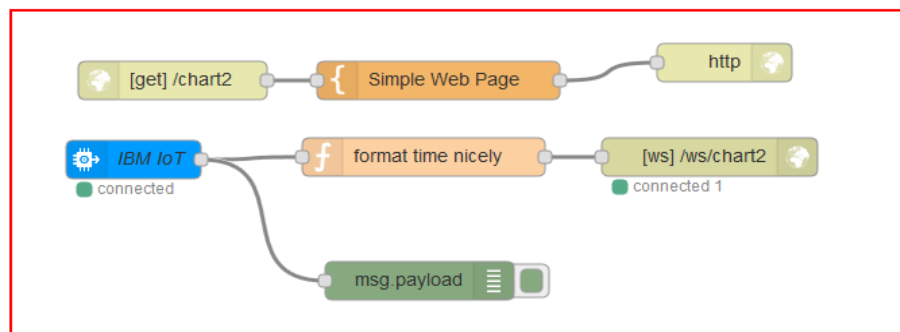 [get] /chart2
Simple Web Page
http
IBM IoT
connected
format time nicely
[ws] /ws/chart2
connected 1
msg.payload